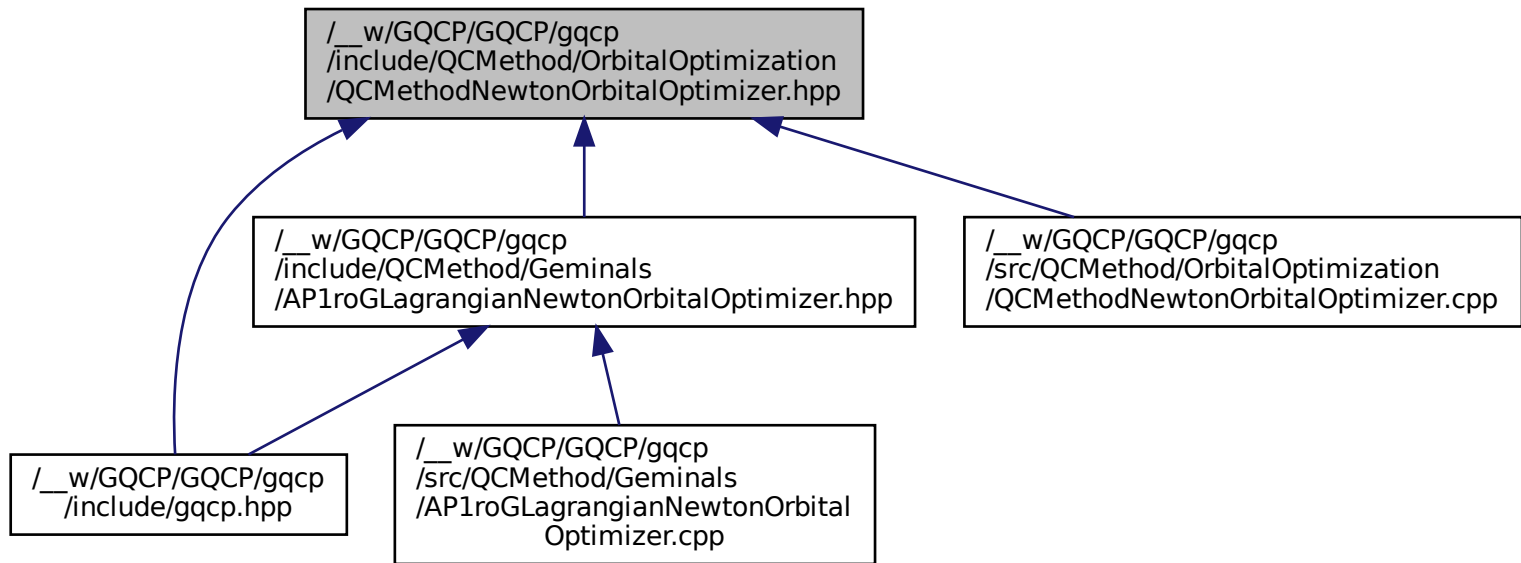 /__w/GQCP/GQCP/gqcp
/include/QCMethod/OrbitalOptimization
/QCMethodNewtonOrbitalOptimizer.hpp
/__w/GQCP/GQCP/gqcp
/include/QCMethod/Geminals
/AP1roGLagrangianNewtonOrbitalOptimizer.hpp
/__w/GQCP/GQCP/gqcp
/src/QCMethod/OrbitalOptimization
/QCMethodNewtonOrbitalOptimizer.cpp
/__w/GQCP/GQCP/gqcp
/include/gqcp.hpp
/__w/GQCP/GQCP/gqcp
/src/QCMethod/Geminals
/AP1roGLagrangianNewtonOrbital
Optimizer.cpp